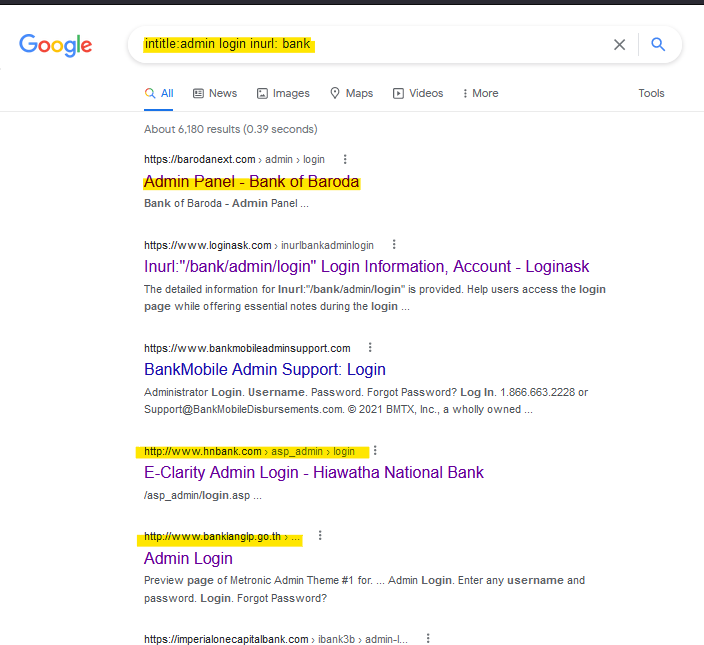 Google
intitle:admin login inurl: bank
All News Images Maps Videos More Tools
About 6,180 results (0.39 seconds)
https://barodanext.com › admin › login
Admin Panel - Bank of Baroda
Bank of Baroda - Admin Panel ...
https://www.loginask.com › inurlbankadminlogin
Inurl:"/bank/admin/login" Login Information, Account - Loginask
The detailed information for Inurl:"/bank/admin/login" is provided. Help users access the login
page while offering essential notes during the login ...
https://www.bankmobileadminsupport.com
BankMobile Admin Support: Login
Administrator Login. Username. Password. Forgot Password? Log In. 1.866.663.2228 or
Support@BankMobileDisbursements.com. © 2021 BMTX, Inc., a wholly owned ...
http://www.hnbank.com › asp_admin › login
E-Clarity Admin Login - Hiawatha National Bank
/asp_admin/login.asp ...
http://www.banklanglp.go.th › ...
Admin Login
Preview page of Metronic Admin Theme #1 for. ... Admin Login. Enter any username and
password. Login. Forgot Password?
https://imperialonecapitalbank.com › ibank3b › admin-l...